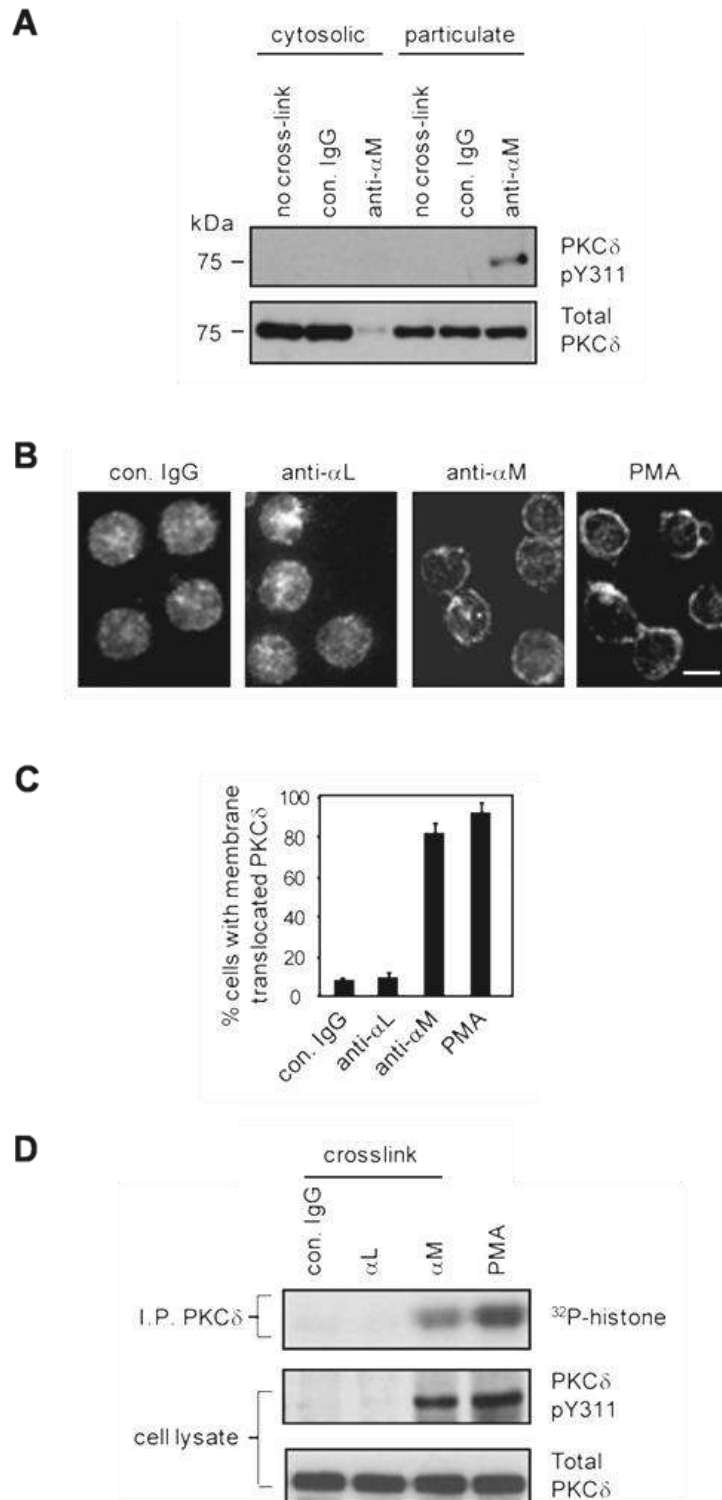 A
cytosolic particulate
no cross-link
con. IgG
anti-αM
no cross-link
con. IgG
anti-αM
kDa
75
PKCδ
pY311
75
Total
PKCδ
B
con. IgG anti-αL anti-αM PMA
C
% cells with membrane
translocated PKCδ
100
80
60
40
20
0
con. IgG
anti-αL
anti-αM
PMA
D
crosslink
con. IgG
αL
αM
PMA
I.P. PKCδ
³²P-histone
PKCδ
pY311
cell lysate
Total
PKCδ